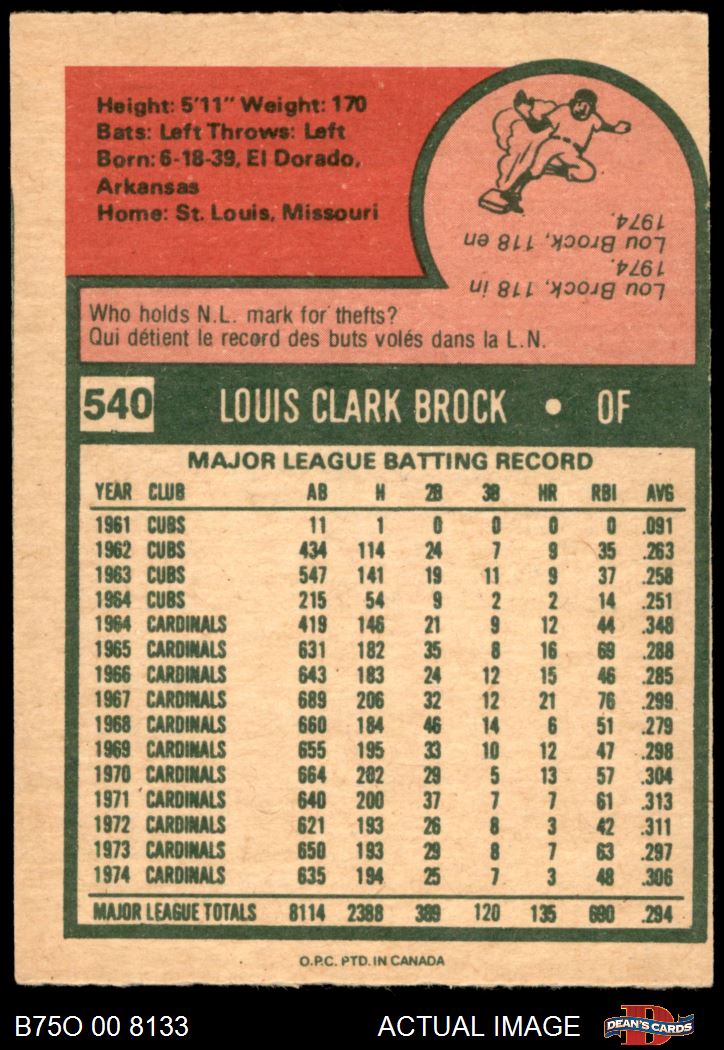 Height: 5'11" Weight: 170
Bats: Left Throws: Left
Born: 6-18-39, El Dorado,
Arkansas
Home: St. Louis, Missouri
Lou Brock, 118 in
1974.
Lou Brock, 118 en
1974.
Who holds N.L. mark for thefts?
Qui détient le record des buts volés dans la L.N.
540 LOUIS CLARK BROCK • OF
MAJOR LEAGUE BATTING RECORD
YEAR CLUB AB H 2B 3B HR RBI AVG
1961 CUBS 11 1 0 0 0 0 .091
1962 CUBS 434 114 24 7 9 35 .263
1963 CUBS 547 141 19 11 9 37 .258
1964 CUBS 215 54 9 2 2 14 .251
1964 CARDINALS 419 146 21 9 12 44 .348
1965 CARDINALS 631 182 35 8 16 69 .288
1966 CARDINALS 643 183 24 12 15 46 .285
1967 CARDINALS 689 206 32 12 21 76 .299
1968 CARDINALS 660 184 46 14 6 51 .279
1969 CARDINALS 655 195 33 10 12 47 .298
1970 CARDINALS 664 202 29 5 13 57 .304
1971 CARDINALS 640 200 37 7 7 61 .313
1972 CARDINALS 621 193 26 8 3 42 .311
1973 CARDINALS 650 193 29 8 7 63 .297
1974 CARDINALS 635 194 25 7 3 48 .306
MAJOR LEAGUE TOTALS 8114 2388 389 120 135 690 .294
O.P.C. PTD. IN CANADA
B75O 00 8133 ACTUAL IMAGE DEAN'S CARDS